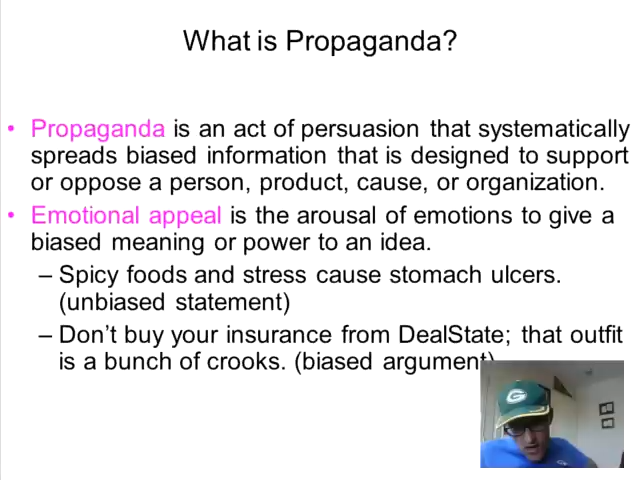 What is Propaganda?
• Propaganda is an act of persuasion that systematically
spreads biased information that is designed to support
or oppose a person, product, cause, or organization.
• Emotional appeal is the arousal of emotions to give a
biased meaning or power to an idea.
– Spicy foods and stress cause stomach ulcers.
(unbiased statement)
– Don't buy your insurance from DealState; that outfit
is a bunch of crooks. (biased argument)
G